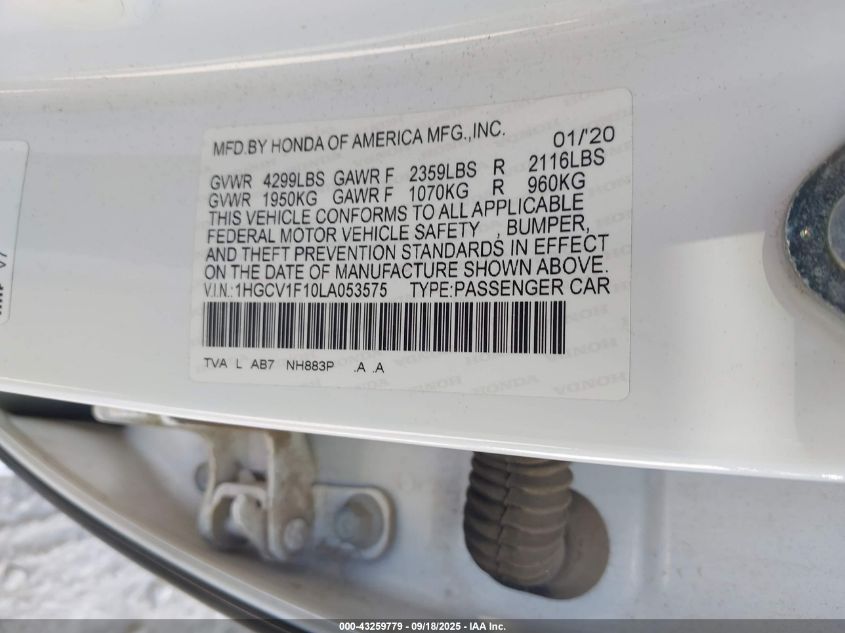 MFD.BY HONDA OF AMERICA MFG.,INC. 01/'20
GVWR 4299LBS GAWR F 2359LBS R 2116LBS
GVWR 1950KG GAWR F 1070KG R 960KG
THIS VEHICLE CONFORMS TO ALL APPLICABLE
FEDERAL MOTOR VEHICLE SAFETY , BUMPER,
AND THEFT PREVENTION STANDARDS IN EFFECT
ON THE DATE OF MANUFACTURE SHOWN ABOVE.
V.I.N.:1HGCV1F10LA053575 TYPE:PASSENGER CAR
TVA L AB7 NH883P .A .A
HONDA HONDA HONDA
000-43259779 - 09/18/2025 - IAA Inc.